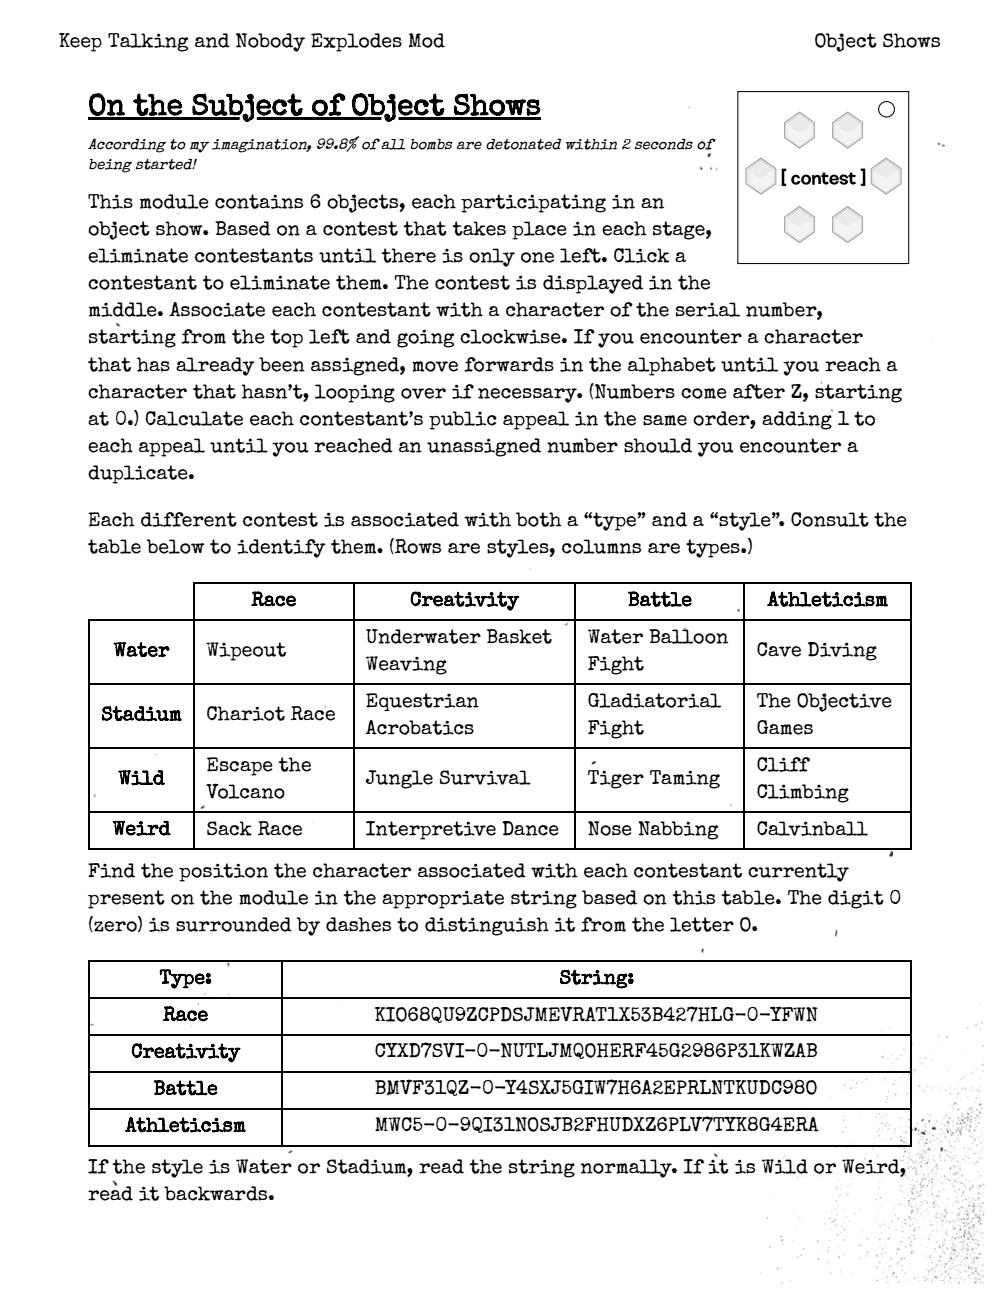 Keep Talking and Nobody Explodes Mod
Object Shows
On the Subject of Object Shows
According to my imagination, 99.8% of all bombs are detonated within 2 seconds of
being started!
[ contest ]
This module contains 6 objects, each participating in an
object show. Based on a contest that takes place in each stage,
eliminate contestants until there is only one left. Click a
contestant to eliminate them. The contest is displayed in the
middle. Associate each contestant with a character of the serial number,
starting from the top left and going clockwise. If you encounter a character
that has already been assigned, move forwards in the alphabet until you reach a
character that hasn't, looping over if necessary. (Numbers come after Z, starting
at 0.) Calculate each contestant's public appeal in the same order, adding 1 to
each appeal until you reached an unassigned number should you encounter a
duplicate.
Each different contest is associated with both a “type” and a “style”. Consult the
table below to identify them. (Rows are styles, columns are types.)
Race Creativity Battle Athleticism
Water Wipeout Underwater Basket Weaving Water Balloon Fight Cave Diving
Stadium Chariot Race Equestrian Acrobatics Gladiatorial Fight The Objective Games
Wild Escape the Volcano Jungle Survival Tiger Taming Cliff Climbing
Weird Sack Race Interpretive Dance Nose Nabbing Calvinball
Find the position the character associated with each contestant currently
present on the module in the appropriate string based on this table. The digit 0
(zero) is surrounded by dashes to distinguish it from the letter O.
Type: String:
Race KIO68QU9ZCPDSJMEVRAT1X53B427HLG-0-YFWN
Creativity CYXD7SVI-0-NUTLJMQOHERF45G2986P31KWZAB
Battle BMVF31QZ-0-Y4SXJ5GIW7H6A2EPRLNTKUDC98O
Athleticism MWC5-0-9QI31NOSJB2FHUDXZ6PLV7TYK8G4ERA
If the style is Water or Stadium, read the string normally. If it is Wild or Weird,
read it backwards.